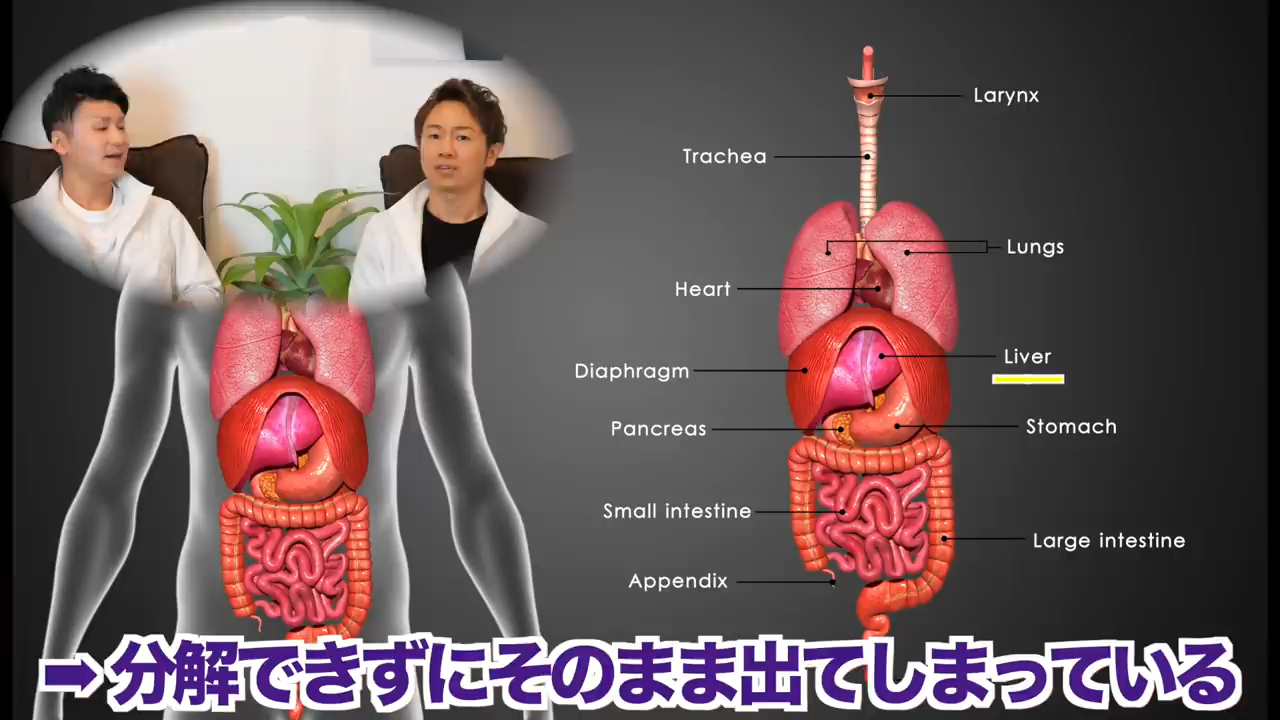 Larynx
Trachea
Lungs
Heart
Liver
Diaphragm
Pancreas
Stomach
Small intestine
Large intestine
Appendix
➡分解できずにそのまま出てしまっている